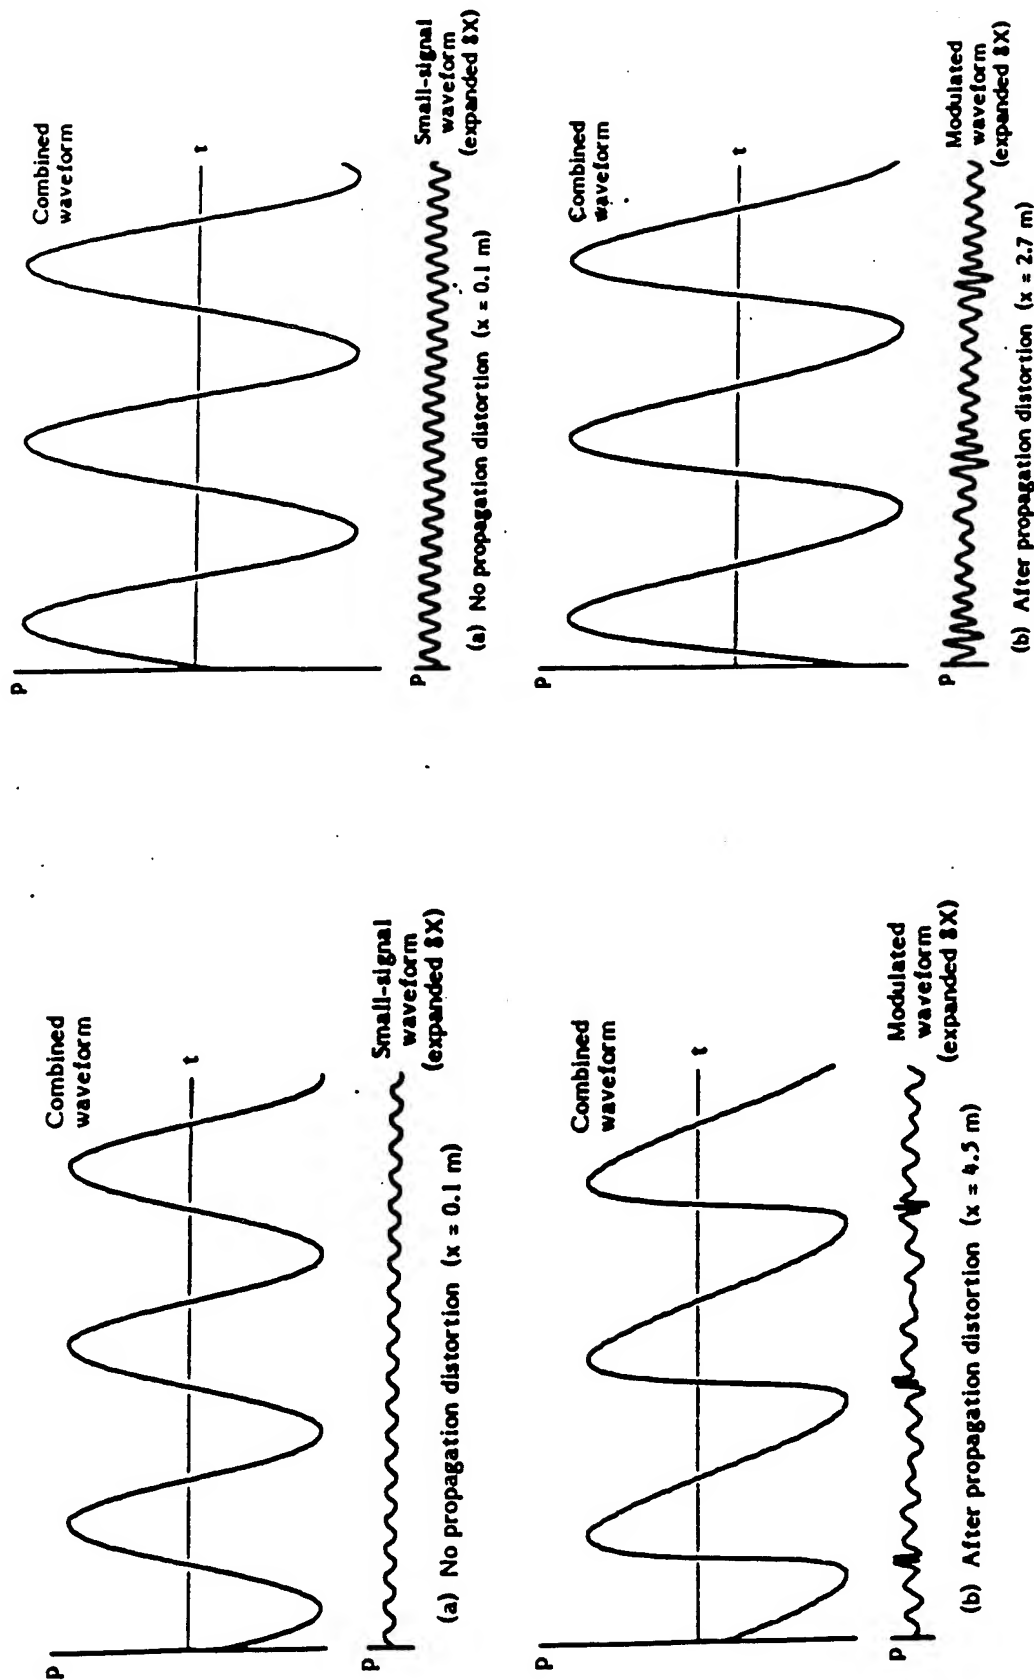 P
Combined
waveform
t
P
Small-signal
waveform
(expanded 8X)
(a) No propagation distortion (x = 0.1 m)
P
Combined
waveform
t
P
Modulated
waveform
(expanded 8X)
(b) After propagation distortion (x = 2.7 m)
P
Combined
waveform
t
P
Small-signal
waveform
(expanded 8X)
(a) No propagation distortion (x = 0.1 m)
P
Combined
waveform
t
P
Modulated
waveform
(expanded 8X)
(b) After propagation distortion (x = 4.5 m)